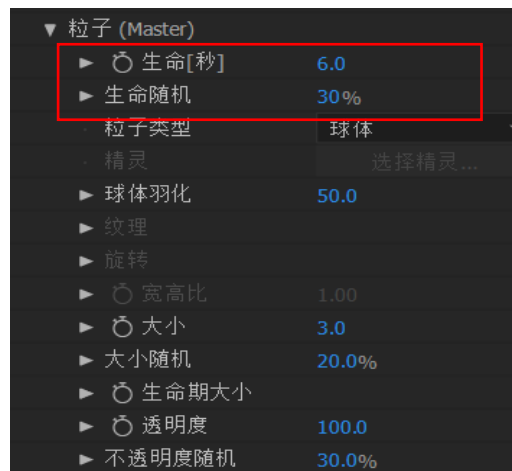 粒子 (Master)
生命[秒] 6.0
生命随机 30%
粒子类型 球体
精灵 选择精灵...
球体羽化 50.0
纹理
旋转
宽高比 1.00
大小 3.0
大小随机 20.0%
生命期大小
透明度 100.0
不透明度随机 30.0%